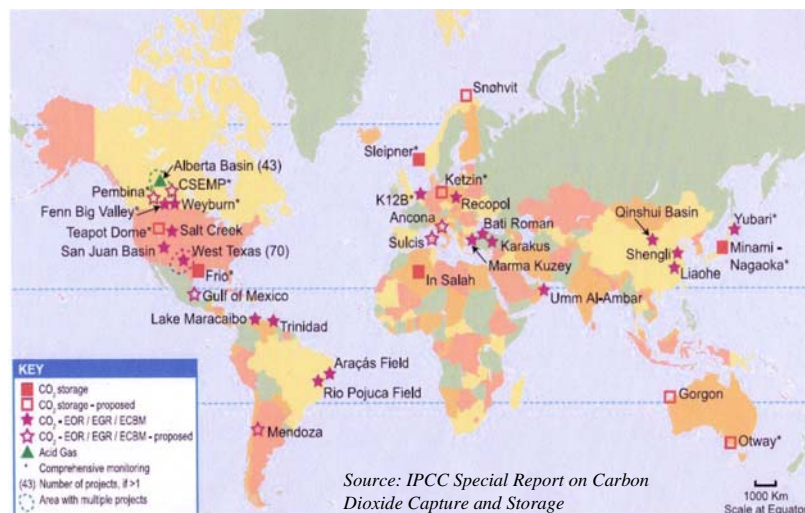 Snøhvit
Sleipner*
Alberta Basin (43)
CSEMP*
Pembina*
Fenn Big Valley*
Weyburn*
Teapot Dome*
Salt Creek
San Juan Basin
West Texas (70)
Frio*
Gulf of Mexico
Lake Maracaibo
Trinidad
Araçás Field
Rio Pojuca Field
Mendoza
Ketzin*
K12B*
Recopol
Ancona
Sulcis
Bati Roman
Karakus
Marma Kuzey
In Salah
Umm Al-Ambar
Qinshui Basin
Yubari*
Shengli
Minami -
Nagaoka*
Liaohe
Gorgon
Otway*
KEY
CO₂ storage
CO₂ storage - proposed
CO₂ - EOR / EGR / ECBM
CO₂ - EOR / EGR / ECBM - proposed
Acid Gas
* Comprehensive monitoring
(43) Number of projects, if >1
Area with multiple projects
Source: IPCC Special Report on Carbon
Dioxide Capture and Storage
1000 Km
Scale at Equator